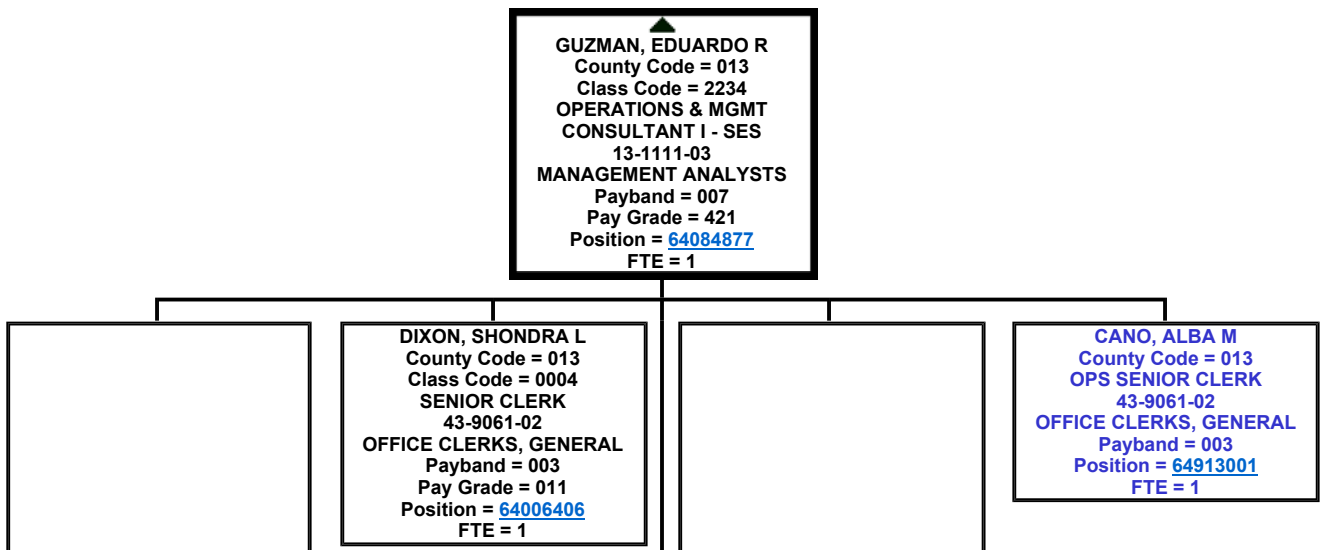 GUZMAN, EDUARDO R
County Code = 013
Class Code = 2234
OPERATIONS & MGMT
CONSULTANT I - SES
13-1111-03
MANAGEMENT ANALYSTS
Payband = 007
Pay Grade = 421
Position = 64084877
FTE = 1
DIXON, SHONDRA L
County Code = 013
Class Code = 0004
SENIOR CLERK
43-9061-02
OFFICE CLERKS, GENERAL
Payband = 003
Pay Grade = 011
Position = 64006406
FTE = 1
CANO, ALBA M
County Code = 013
OPS SENIOR CLERK
43-9061-02
OFFICE CLERKS, GENERAL
Payband = 003
Position = 64913001
FTE = 1